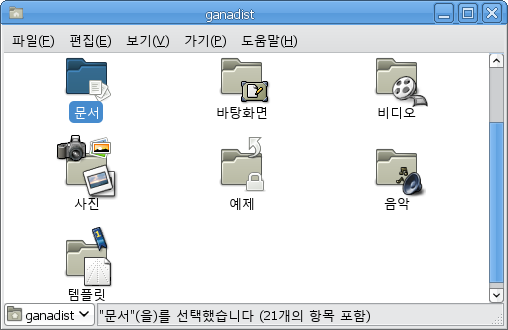 ganadist
파일(F) 편집(E) 보기(V) 가기(P) 도움말(H)
문서 바탕화면 비디오
사진 예제 음악
템플릿
ganadist "문서"(을)를 선택했습니다 (21개의 항목 포함)